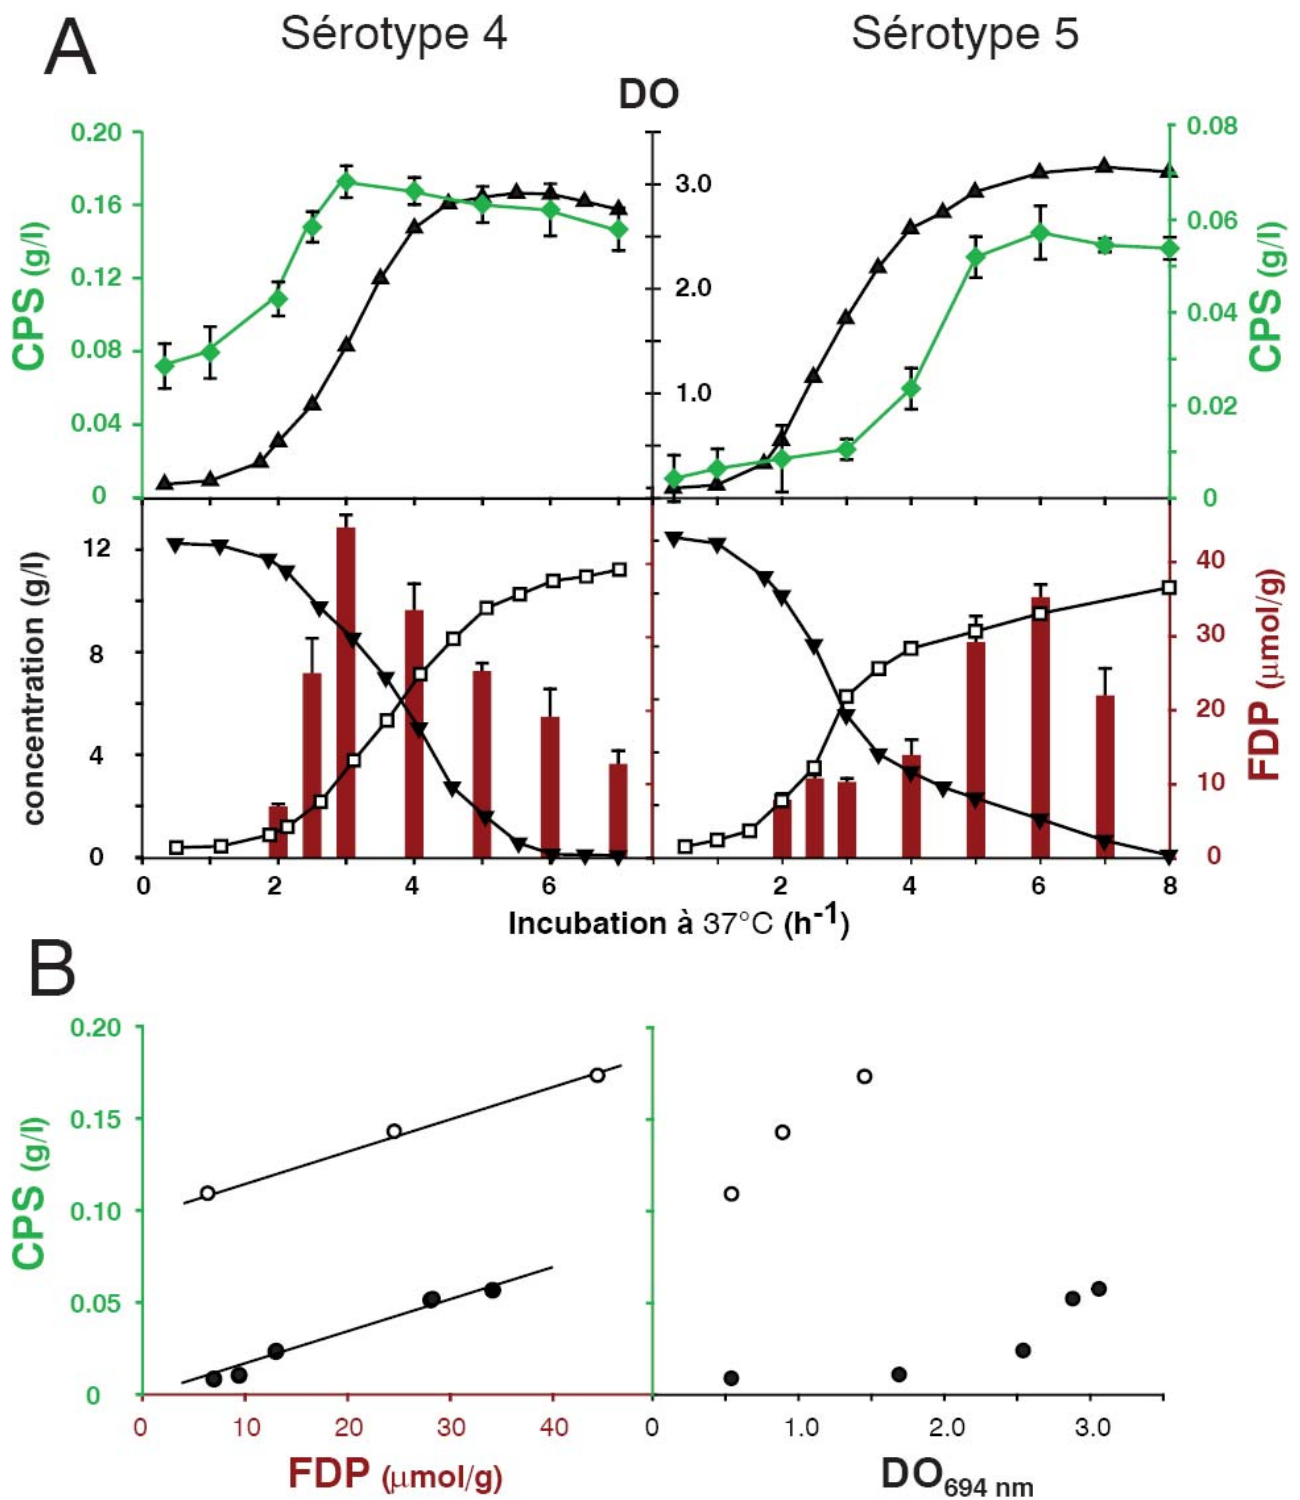 A
Sérotype 4
Sérotype 5
DO
CPS (g/l)
0.20
0.16
0.12
0.08
0.04
0
3.0
2.0
1.0
0.08
0.06
0.04
0.02
0
CPS (g/l)
concentration (g/l)
12
8
4
0
40
30
20
10
0
FDP (μmol/g)
0 2 4 6 2 4 6 8
Incubation à 37°C (h-1)
B
CPS (g/l)
0.20
0.15
0.10
0.05
0
0 10 20 30 40 0 1.0 2.0 3.0
FDP (μmol/g)
DO694 nm